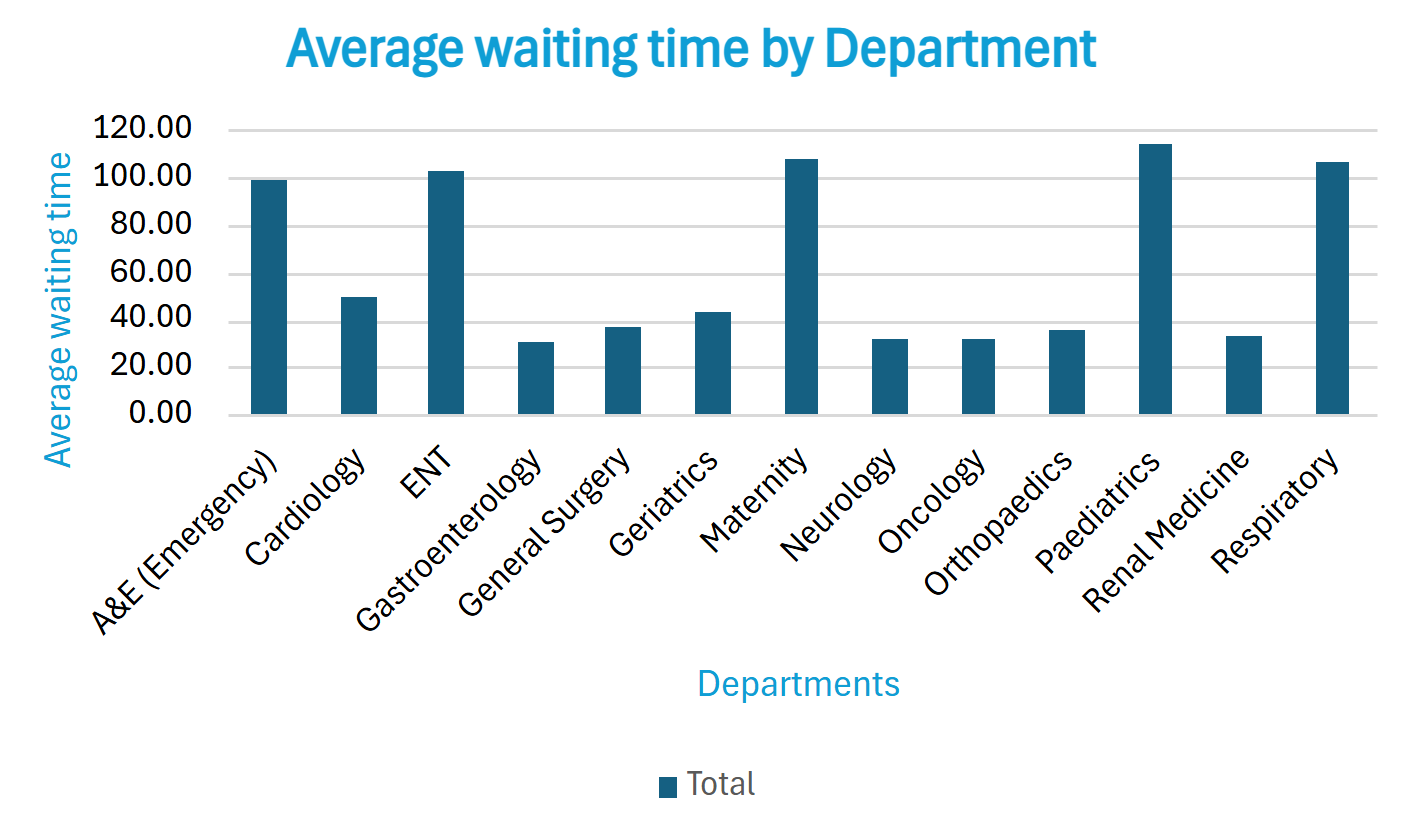 Average waiting time by Department
Average waiting time
120.00
100.00
80.00
60.00
40.00
20.00
0.00
A&E (Emergency)
Cardiology
ENT
Gastroenterology
General Surgery
Geriatrics
Maternity
Neurology
Oncology
Orthopaedics
Paediatrics
Renal Medicine
Respiratory
Departments
Total